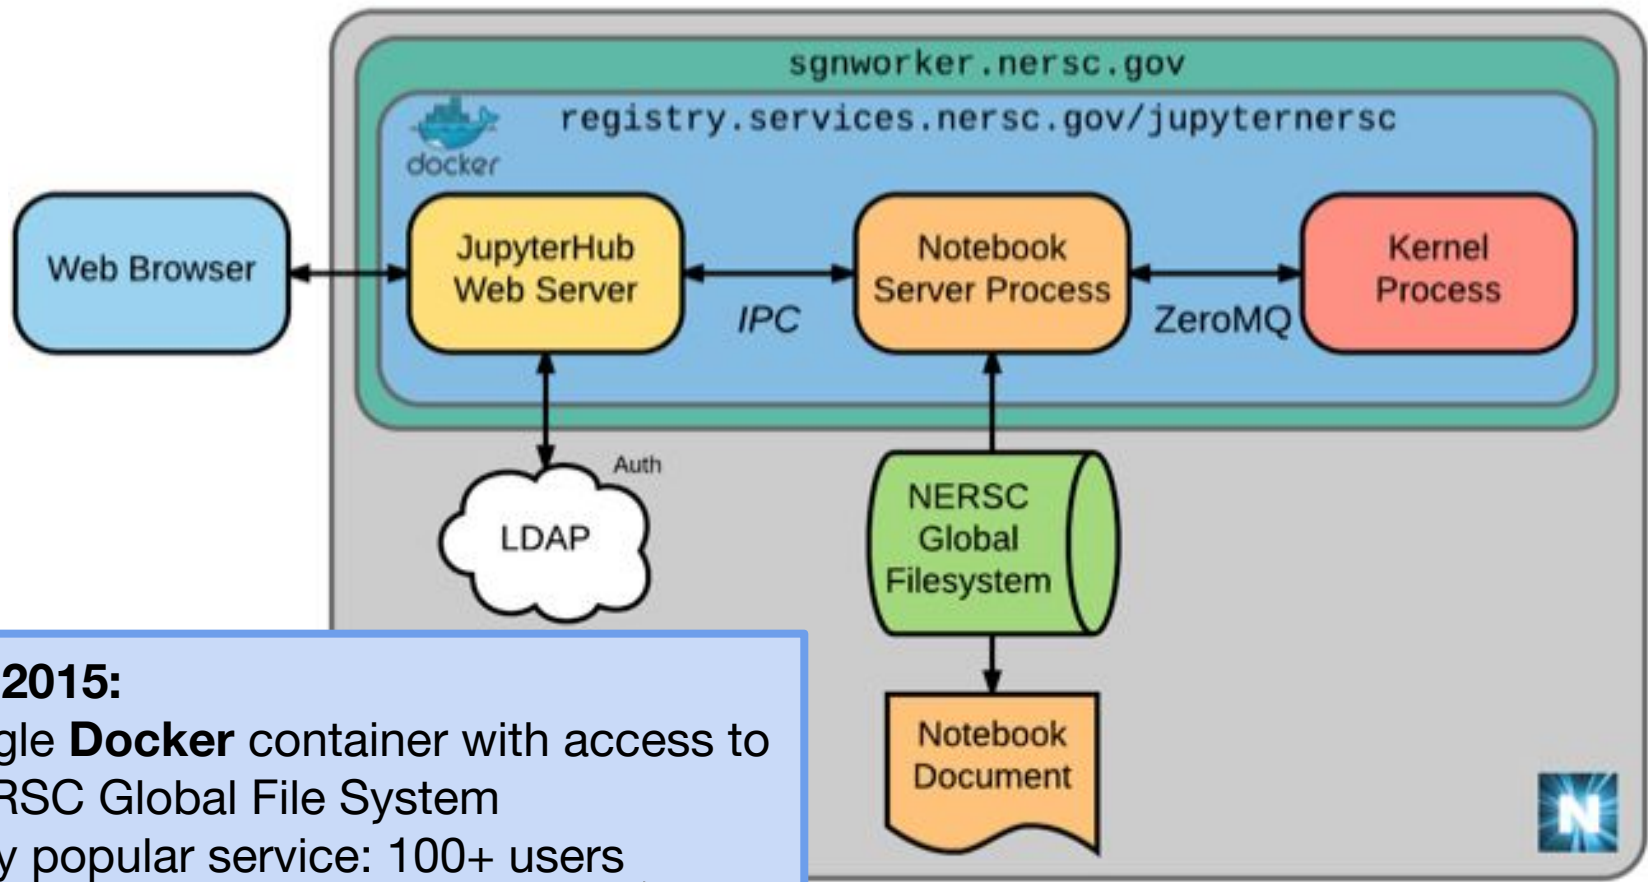 sgnworker.nersc.gov
registry.services.nersc.gov/jupyternersc
docker
Web Browser
JupyterHub
Web Server
IPC
Notebook
Server Process
ZeroMQ
Kernel
Process
Auth
LDAP
NERSC
Global
Filesystem
Notebook
Document
N
2015:
gle Docker container with access to
RSC Global File System
y popular service: 100+ users